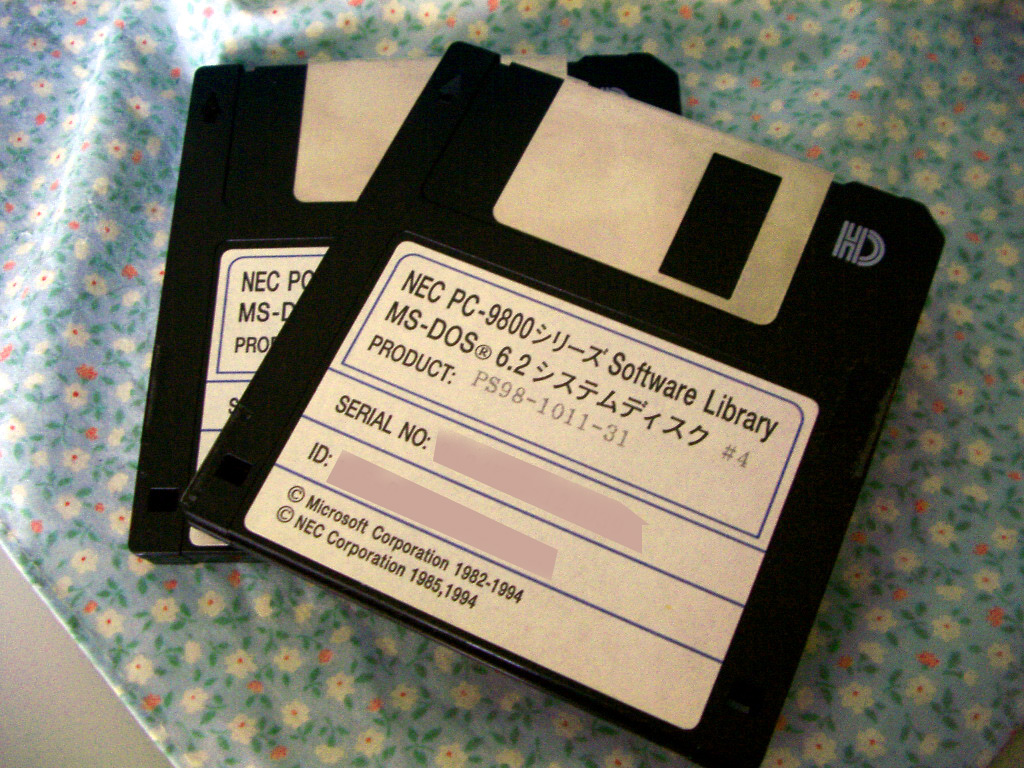 NEC PC-9800シリーズ Software Library
MS-DOS® 6.2 システムディスク #4
PRODUCT: PS98-1011-31
SERIAL NO:
ID:
© Microsoft Corporation 1982-1994
© NEC Corporation 1985,1994
HD
NEC PC
MS-D
PRO
S